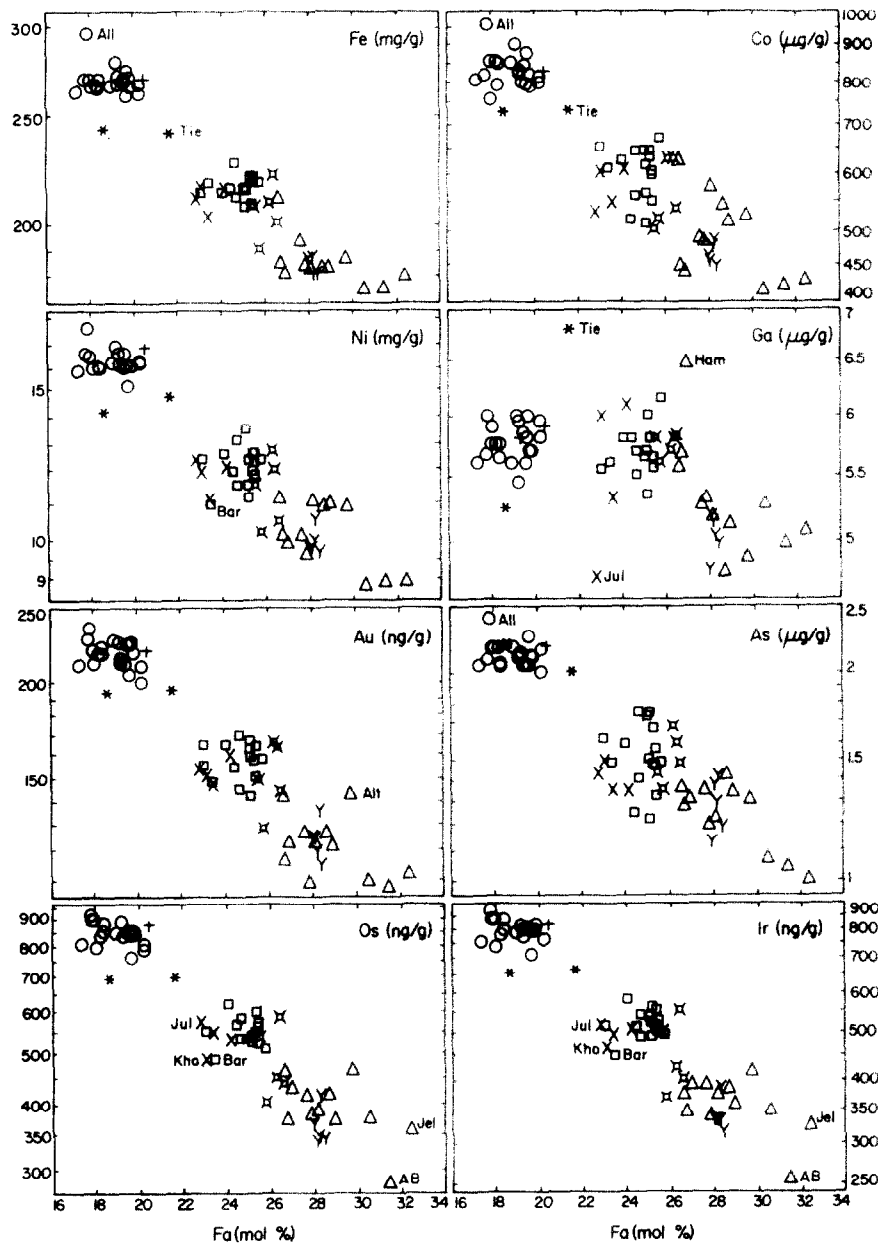 300
All
Fe (mg/g)
250
Tie
200
All
Co (µg/g)
1000
900
800
700
Tie
600
500
450
400
Ni (mg/g)
15
Bar
10
9
Tie
Ga (µg/g)
7
Ham
6.5
6
5.5
5
Jul
250
Au (ng/g)
200
150
Alt
All
As (µg/g)
2.5
2
1.5
1
900
800
Os (ng/g)
700
600
Jul
500
Kho
Bar
400
350
Jel
300
AB
Ir (ng/g)
900
800
700
600
Jul
500
Kho
Bar
400
350
Jel
300
AB
250
16 18 20 22 24 26 28 30 32 16 18 20 22 24 26 28 30 32 34
Fa (mol %) Fa (mol %)